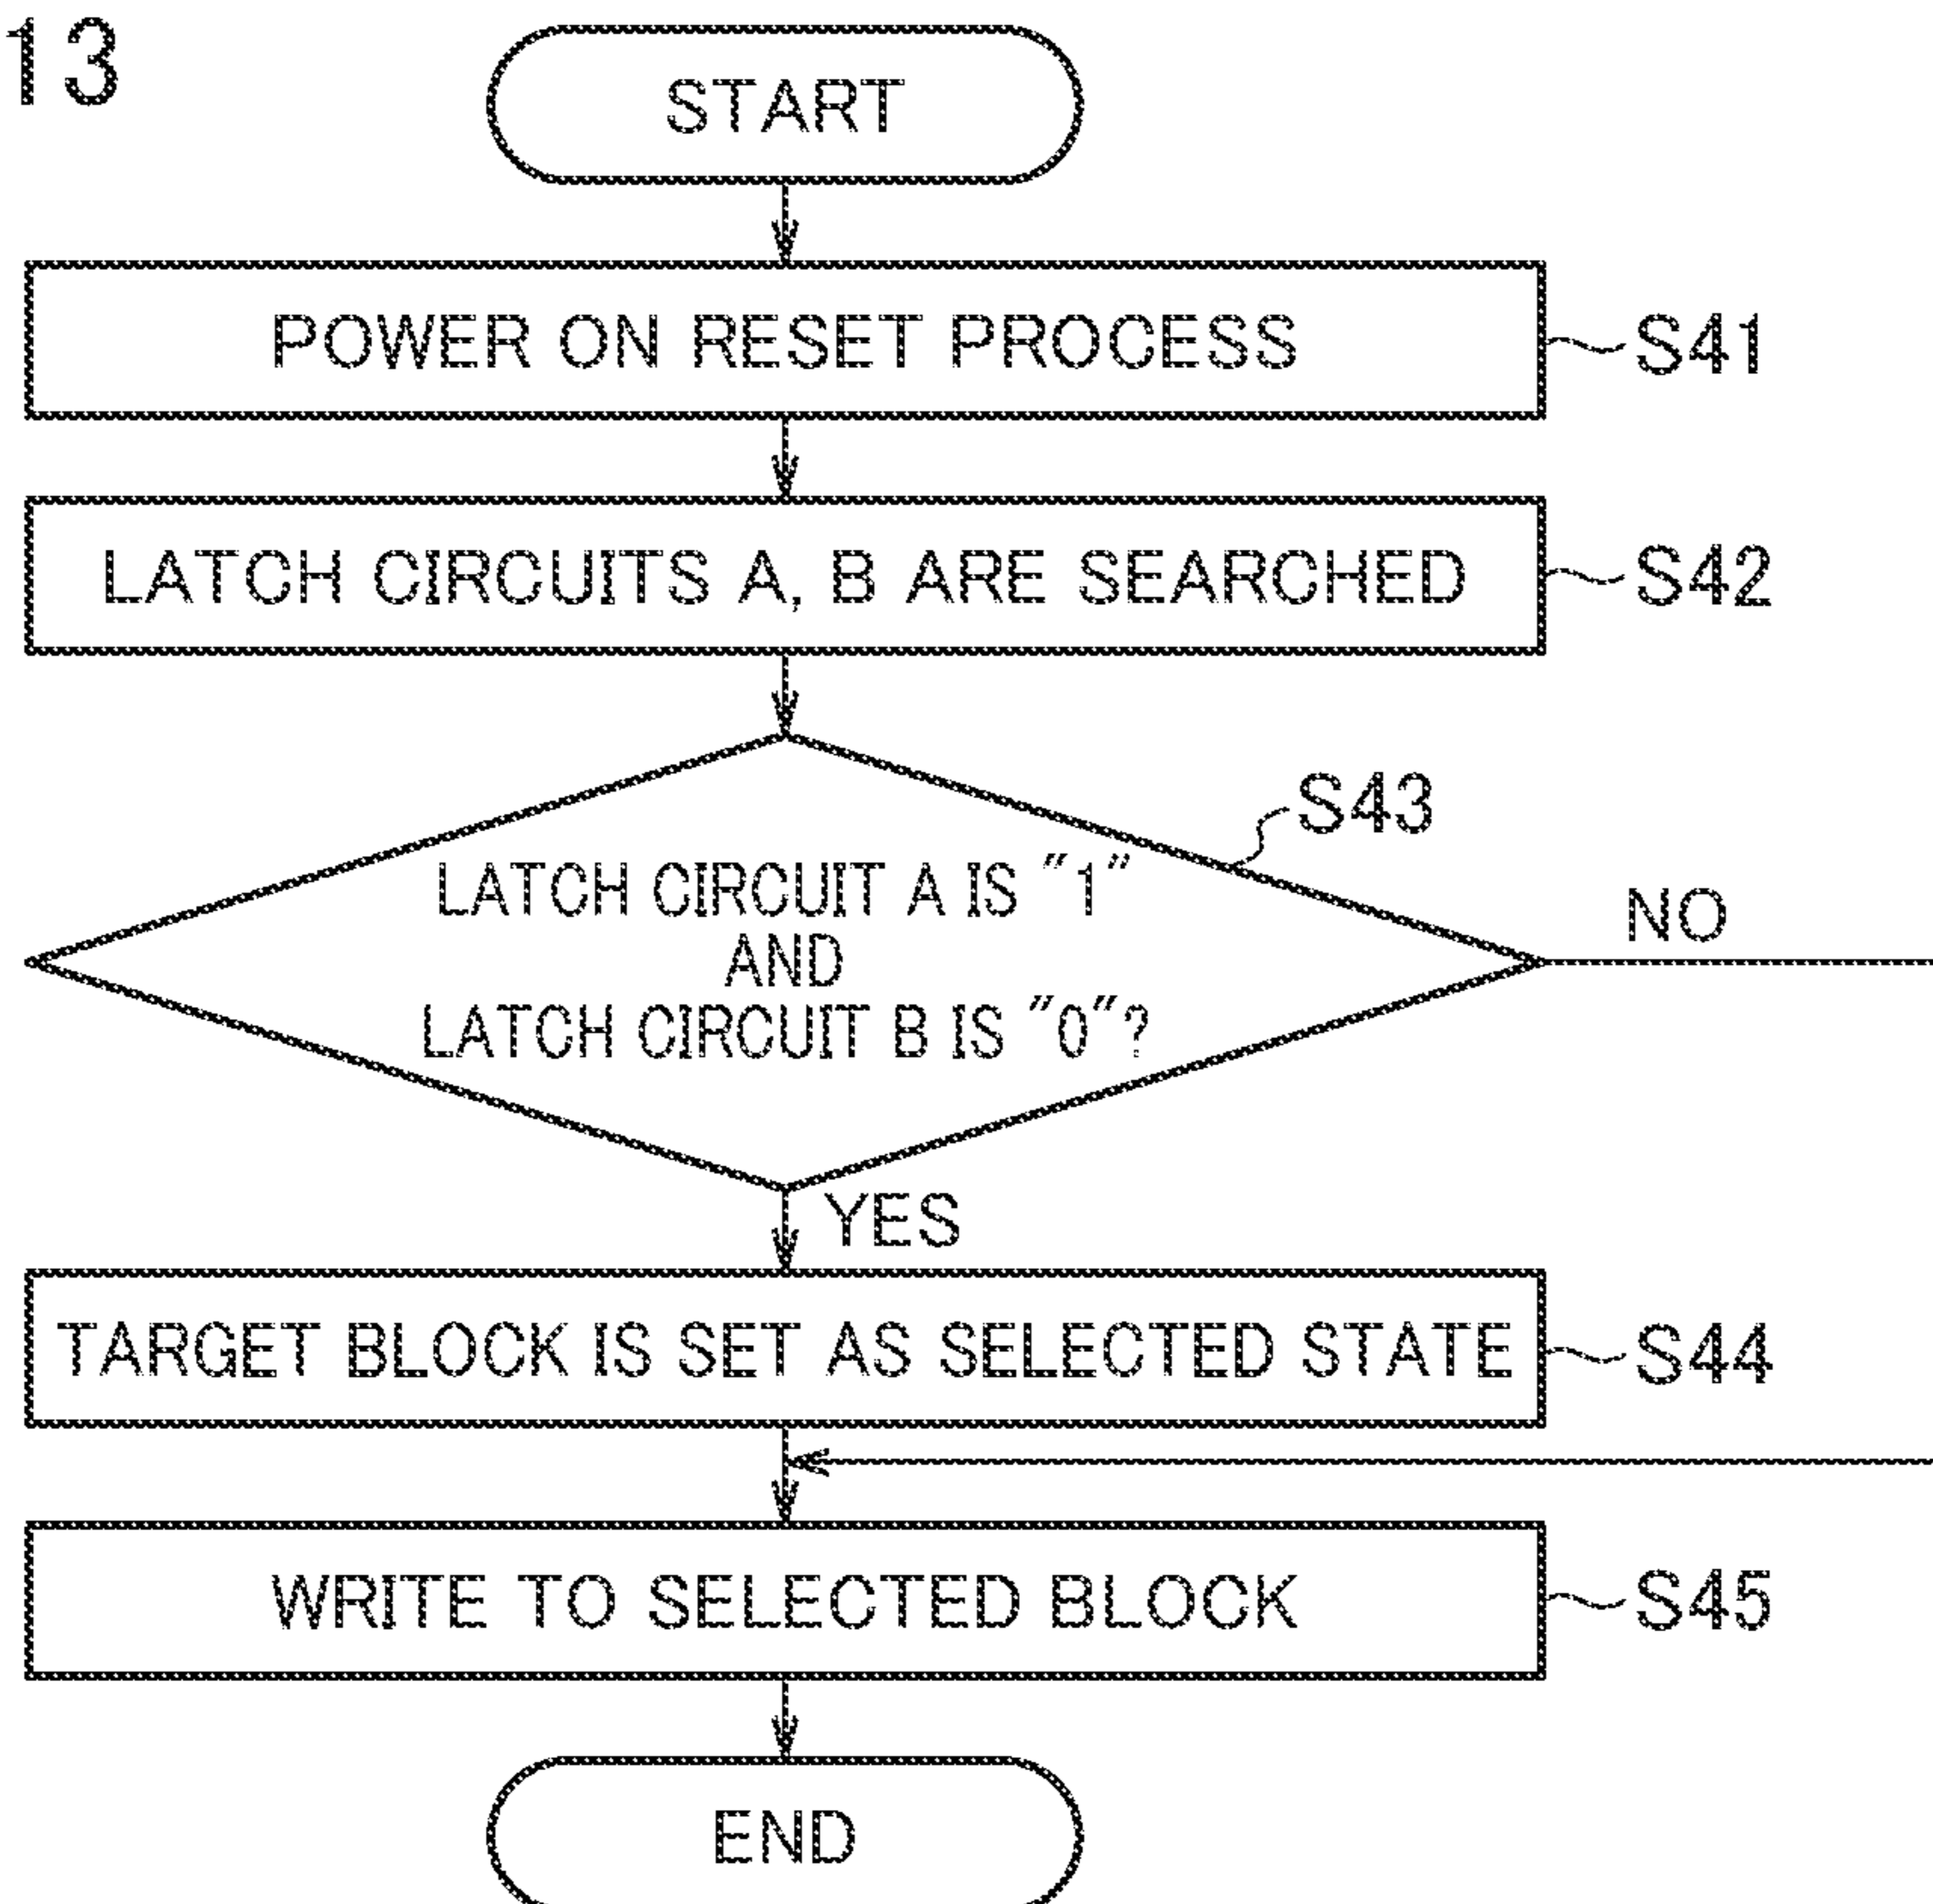 13
START
POWER ON RESET PROCESS
S41
LATCH CIRCUITS A, B ARE SEARCHED
S42
S43
LATCH CIRCUIT A IS "1"
AND
LATCH CIRCUIT B IS "0"?
NO
YES
TARGET BLOCK IS SET AS SELECTED STATE
S44
WRITE TO SELECTED BLOCK
S45
END